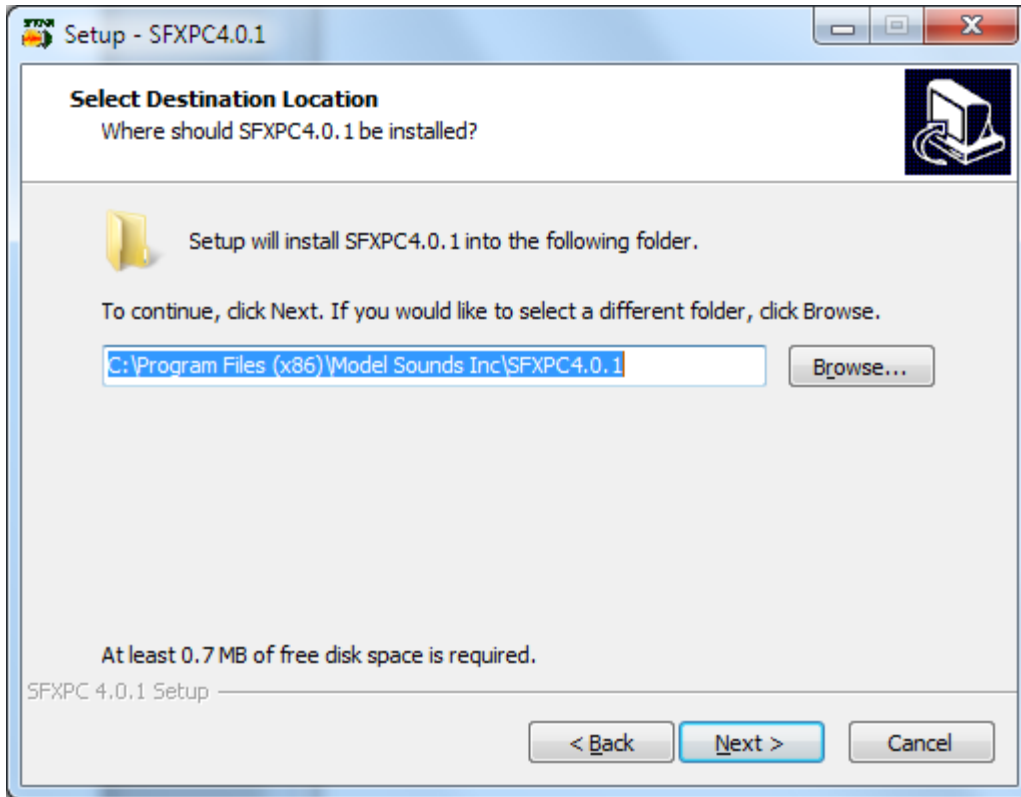 Setup - SFXPC4.0.1
Select Destination Location
Where should SFXPC4.0.1 be installed?
Setup will install SFXPC4.0.1 into the following folder.
To continue, click Next. If you would like to select a different folder, click Browse.
C:\Program Files (x86)\Model Sounds Inc\SFXPC4.0.1
Browse...
At least 0.7 MB of free disk space is required.
SFXPC 4.0.1 Setup
< Back Next > Cancel